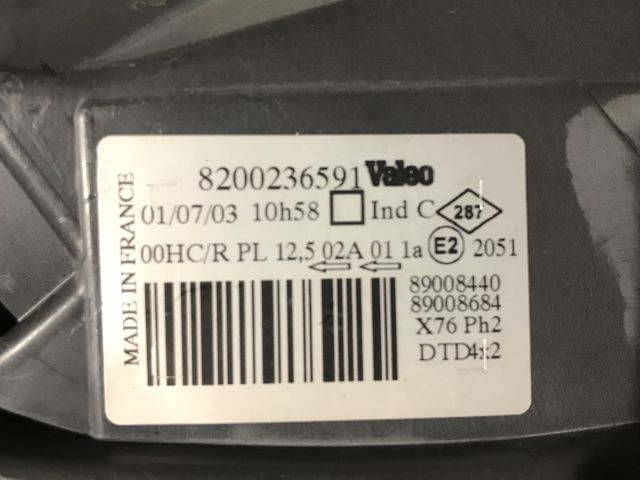 MADE IN FRANCE
8200236591 Valeo
01/07/03 10h58 Ind C 287
00HC/R PL 12,5 02A 01 1a E2 2051
89008440
89008684
X76 Ph2
DTD4x2